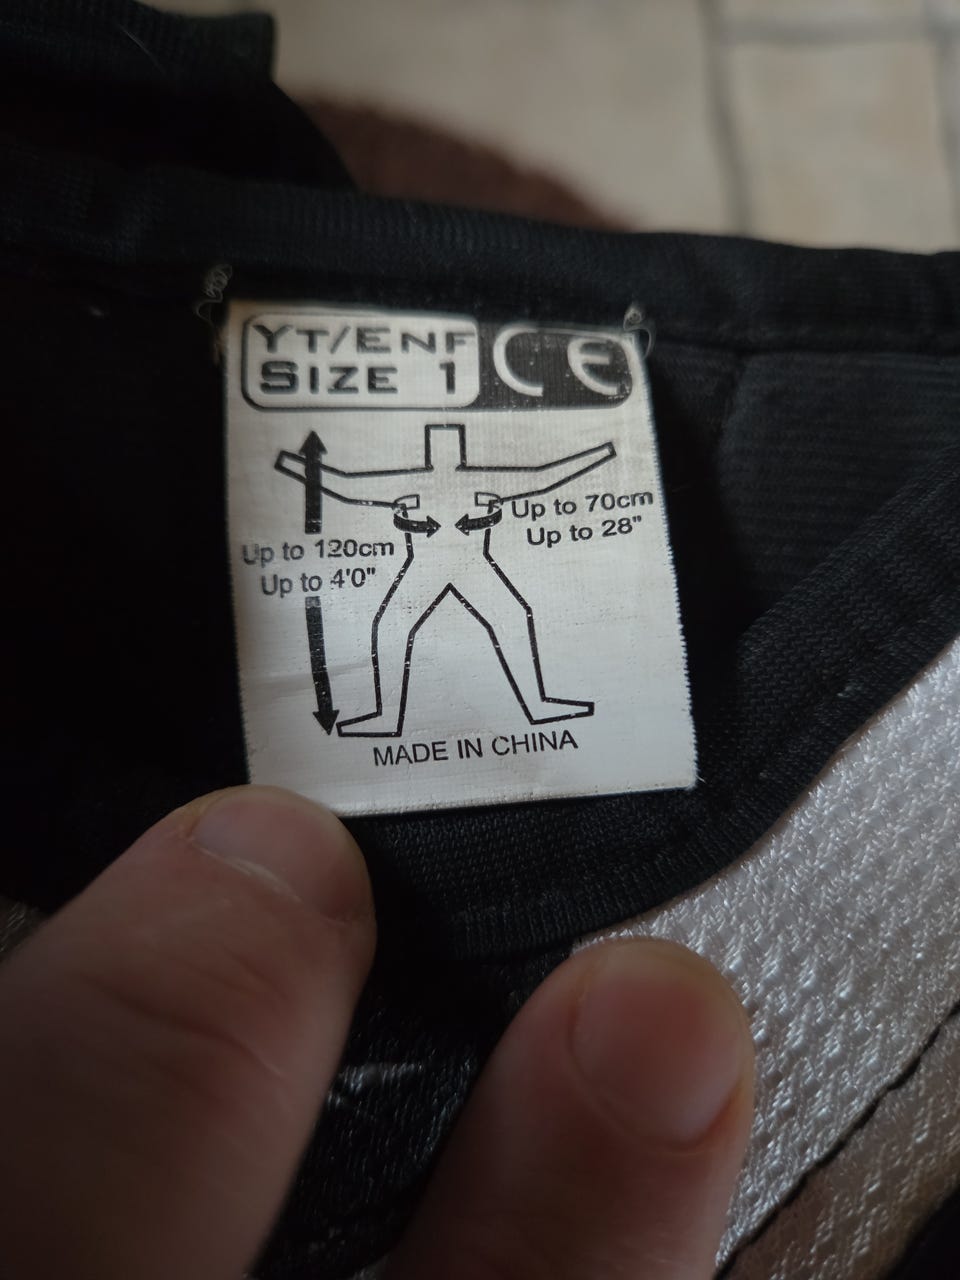 YT/ENF
SIZE 1
CE
Up to 70cm
Up to 28"
Up to 120cm
Up to 4'0"
MADE IN CHINA